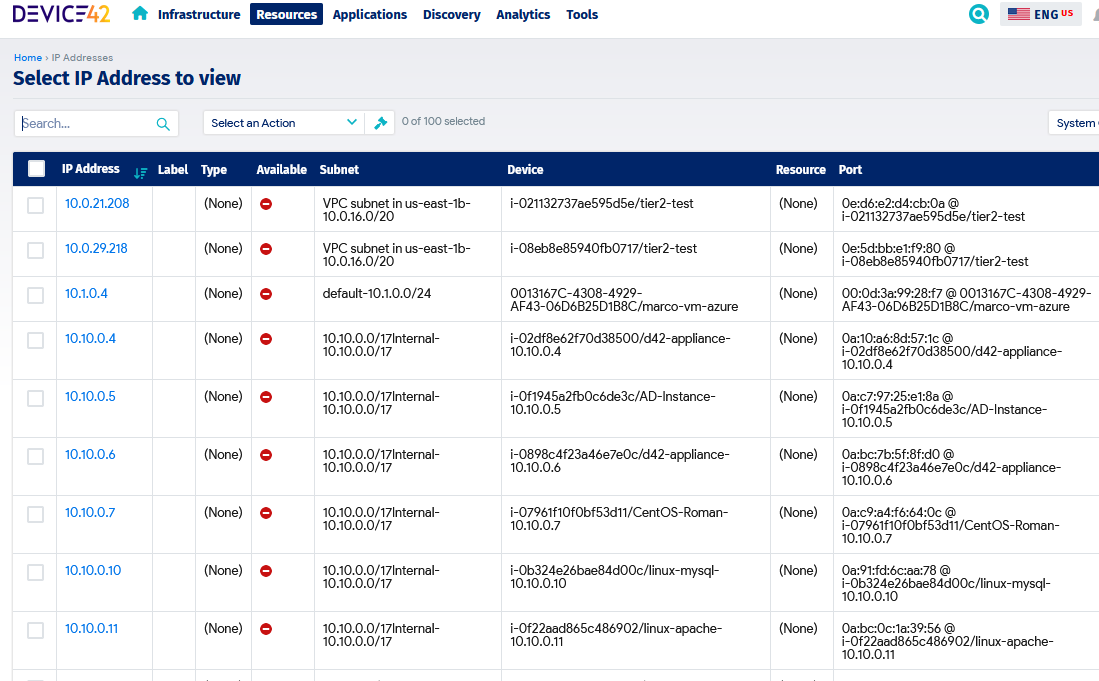 DEVICE42 Infrastructure Resources Applications Discovery Analytics Tools ENG US
Home › IP Addresses
Select IP Address to view
Search... Select an Action 0 of 100 selected System
IP Address Label Type Available Subnet Device Resource Port
10.0.21.208 (None) VPC subnet in us-east-1b- i-021132737ae595d5e/tier2-test (None) 0e:d6:e2:d4:cb:0a @
10.0.16.0/20 i-021132737ae595d5e/tier2-test
10.0.29.218 (None) VPC subnet in us-east-1b- i-08eb8e85940fb0717/tier2-test (None) 0e:5d:bb:e1:f9:80 @
10.0.16.0/20 i-08eb8e85940fb0717/tier2-test
10.1.0.4 (None) default-10.1.0.0/24 0013167C-4308-4929- (None) 00:0d:3a:99:28:f7 @ 0013167C-4308-4929-
AF43-06D6B25D1B8C/marco-vm-azure AF43-06D6B25D1B8C/marco-vm-azure
10.10.0.4 (None) 10.10.0.0/17Internal- i-02df8e62f70d38500/d42-appliance- (None) 0a:10:a6:8d:57:1c @
10.10.0.0/17 10.10.0.4 i-02df8e62f70d38500/d42-appliance-
10.10.0.4
10.10.0.5 (None) 10.10.0.0/17Internal- i-0f1945a2fb0c6de3c/AD-Instance- (None) 0a:c7:97:25:e1:8a @
10.10.0.0/17 10.10.0.5 i-0f1945a2fb0c6de3c/AD-Instance-
10.10.0.5
10.10.0.6 (None) 10.10.0.0/17Internal- i-0898c4f23a46e7e0c/d42-appliance- (None) 0a:bc:7b:5f:8f:d0 @
10.10.0.0/17 10.10.0.6 i-0898c4f23a46e7e0c/d42-appliance-
10.10.0.6
10.10.0.7 (None) 10.10.0.0/17Internal- i-07961f10f0bf53d11/CentOS-Roman- (None) 0a:c9:a4:f6:64:0c @
10.10.0.0/17 10.10.0.7 i-07961f10f0bf53d11/CentOS-Roman-
10.10.0.7
10.10.0.10 (None) 10.10.0.0/17Internal- i-0b324e26bae84d00c/linux-mysql- (None) 0a:91:fd:6c:aa:78 @
10.10.0.0/17 10.10.0.10 i-0b324e26bae84d00c/linux-mysql-
10.10.0.10
10.10.0.11 (None) 10.10.0.0/17Internal- i-0f22aad865c486902/linux-apache- (None) 0a:bc:0c:1a:39:56 @
10.10.0.0/17 10.10.0.11 i-0f22aad865c486902/linux-apache-
10.10.0.11